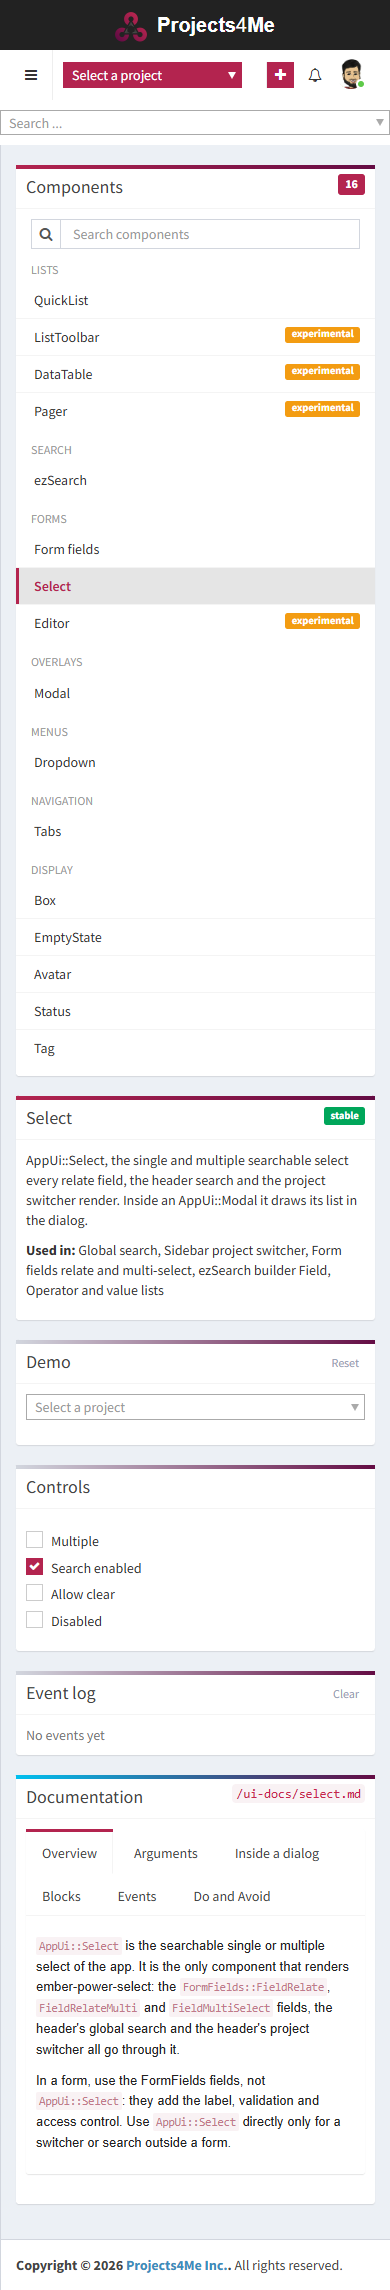 Projects4Me
Select a project
Search ...
Components
16
Search components
LISTS
QuickList
ListToolbar
experimental
DataTable
experimental
Pager
experimental
SEARCH
ezSearch
FORMS
Form fields
Select
Editor
experimental
OVERLAYS
Modal
MENUS
Dropdown
NAVIGATION
Tabs
DISPLAY
Box
EmptyState
Avatar
Status
Tag
Select
stable
AppUi::Select, the single and multiple searchable select
every relate field, the header search and the project
switcher render. Inside an AppUi::Modal it draws its list in
the dialog.
Used in: Global search, Sidebar project switcher, Form
fields relate and multi-select, ezSearch builder Field,
Operator and value lists
Demo
Reset
Select a project
Controls
Multiple
Search enabled
Allow clear
Disabled
Event log
Clear
No events yet
Documentation
/ui-docs/select.md
Overview
Arguments
Inside a dialog
Blocks
Events
Do and Avoid
AppUi::Select is the searchable single or multiple
select of the app. It is the only component that renders
ember-power-select: the FormFields::FieldRelate,
FieldRelateMulti and FieldMultiSelect fields, the
header's global search and the header's project
switcher all go through it.
In a form, use the FormFields fields, not
AppUi::Select: they add the label, validation and
access control. Use AppUi::Select directly only for a
switcher or search outside a form.
Copyright © 2026 Projects4Me Inc.. All rights reserved.